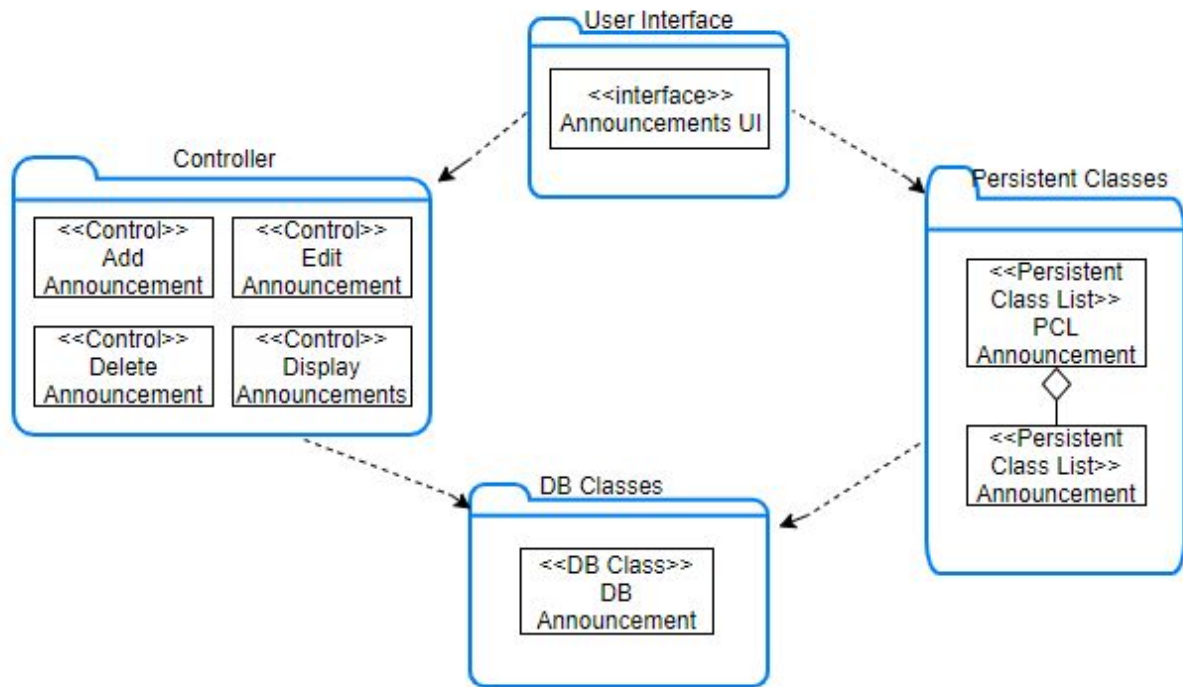 User Interface
<<interface>>
Announcements UI
Controller
<<Control>>
Add
Announcement
<<Control>>
Edit
Announcement
<<Control>>
Delete
Announcement
<<Control>>
Display
Announcements
Persistent Classes
<<Persistent
Class List>>
PCL
Announcement
<<Persistent
Class List>>
Announcement
DB Classes
<<DB Class>>
DB
Announcement